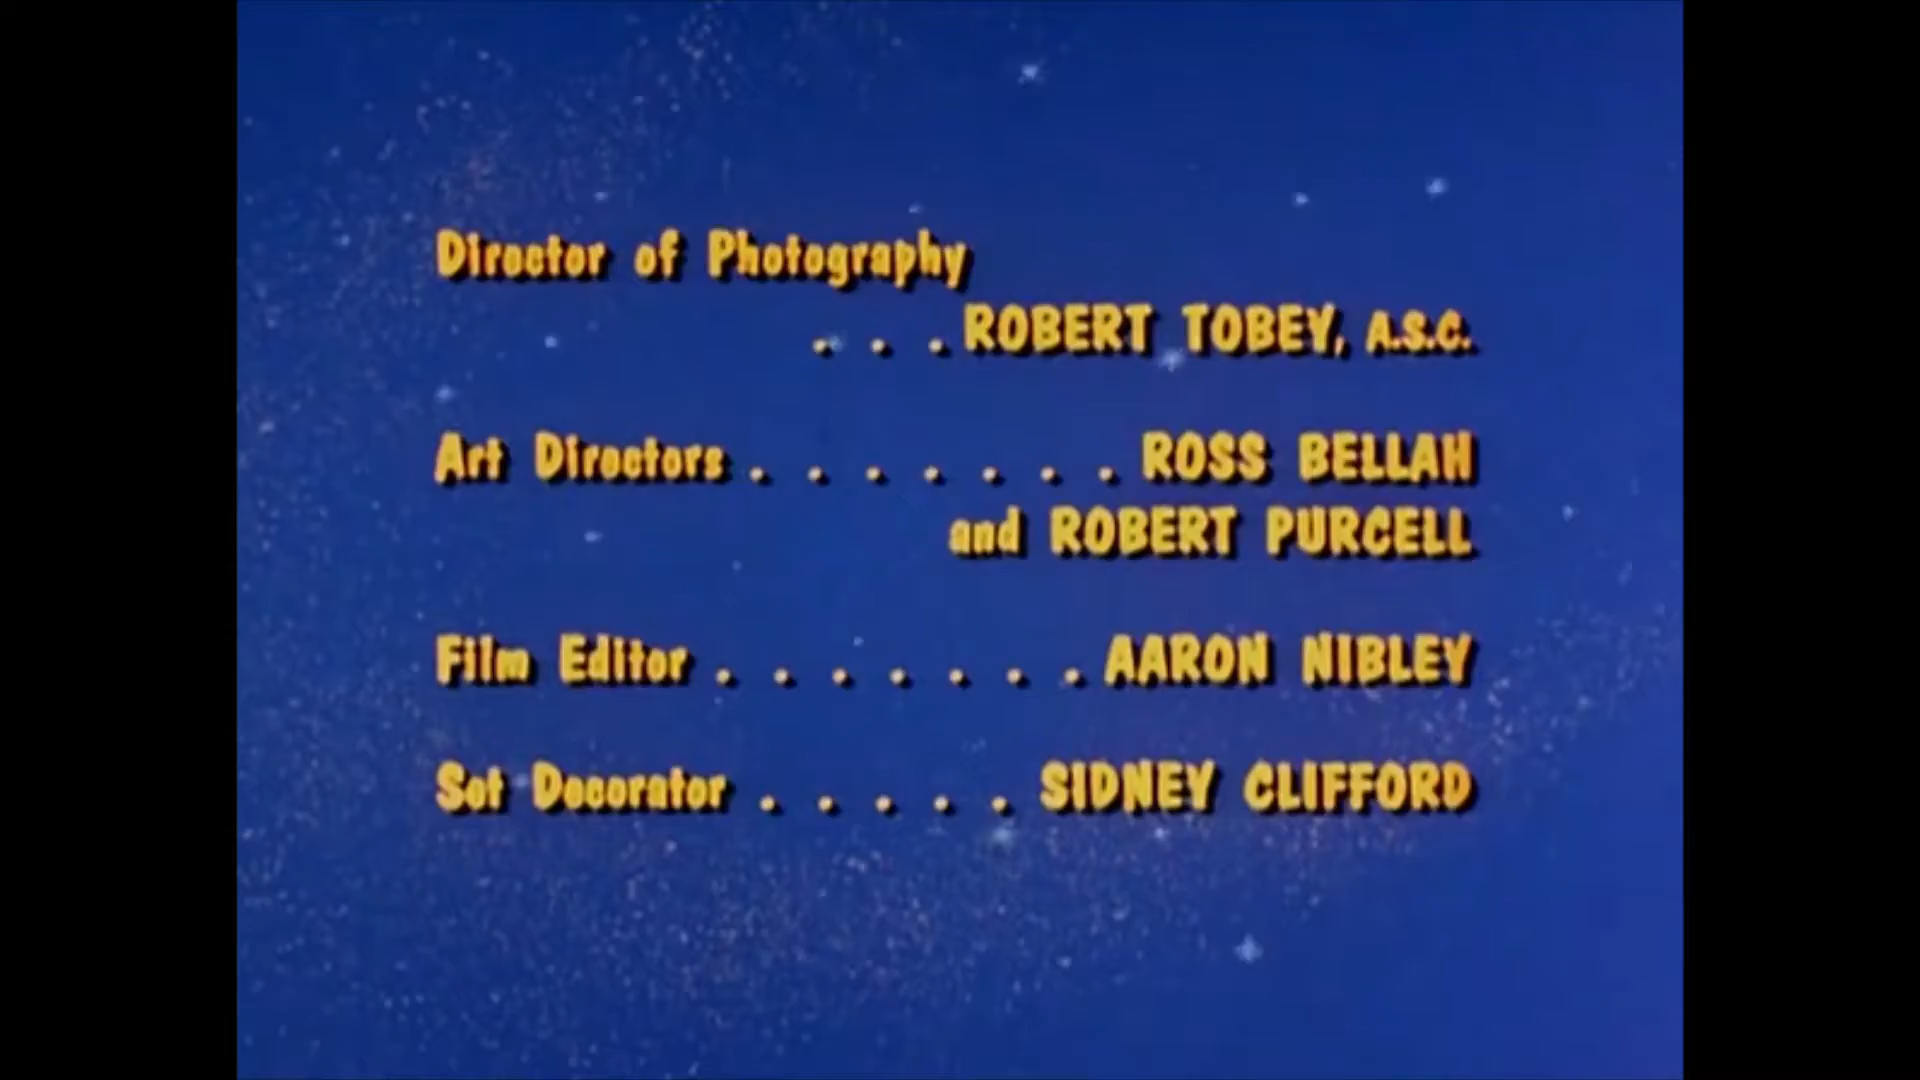 Director of Photography
. . . ROBERT TOBEY, A.S.C.
Art Directors . . . . . . . ROSS BELLAH
and ROBERT PURCELL
Film Editor . . . . . . . AARON NIBLEY
Set Decorator . . . . . SIDNEY CLIFFORD